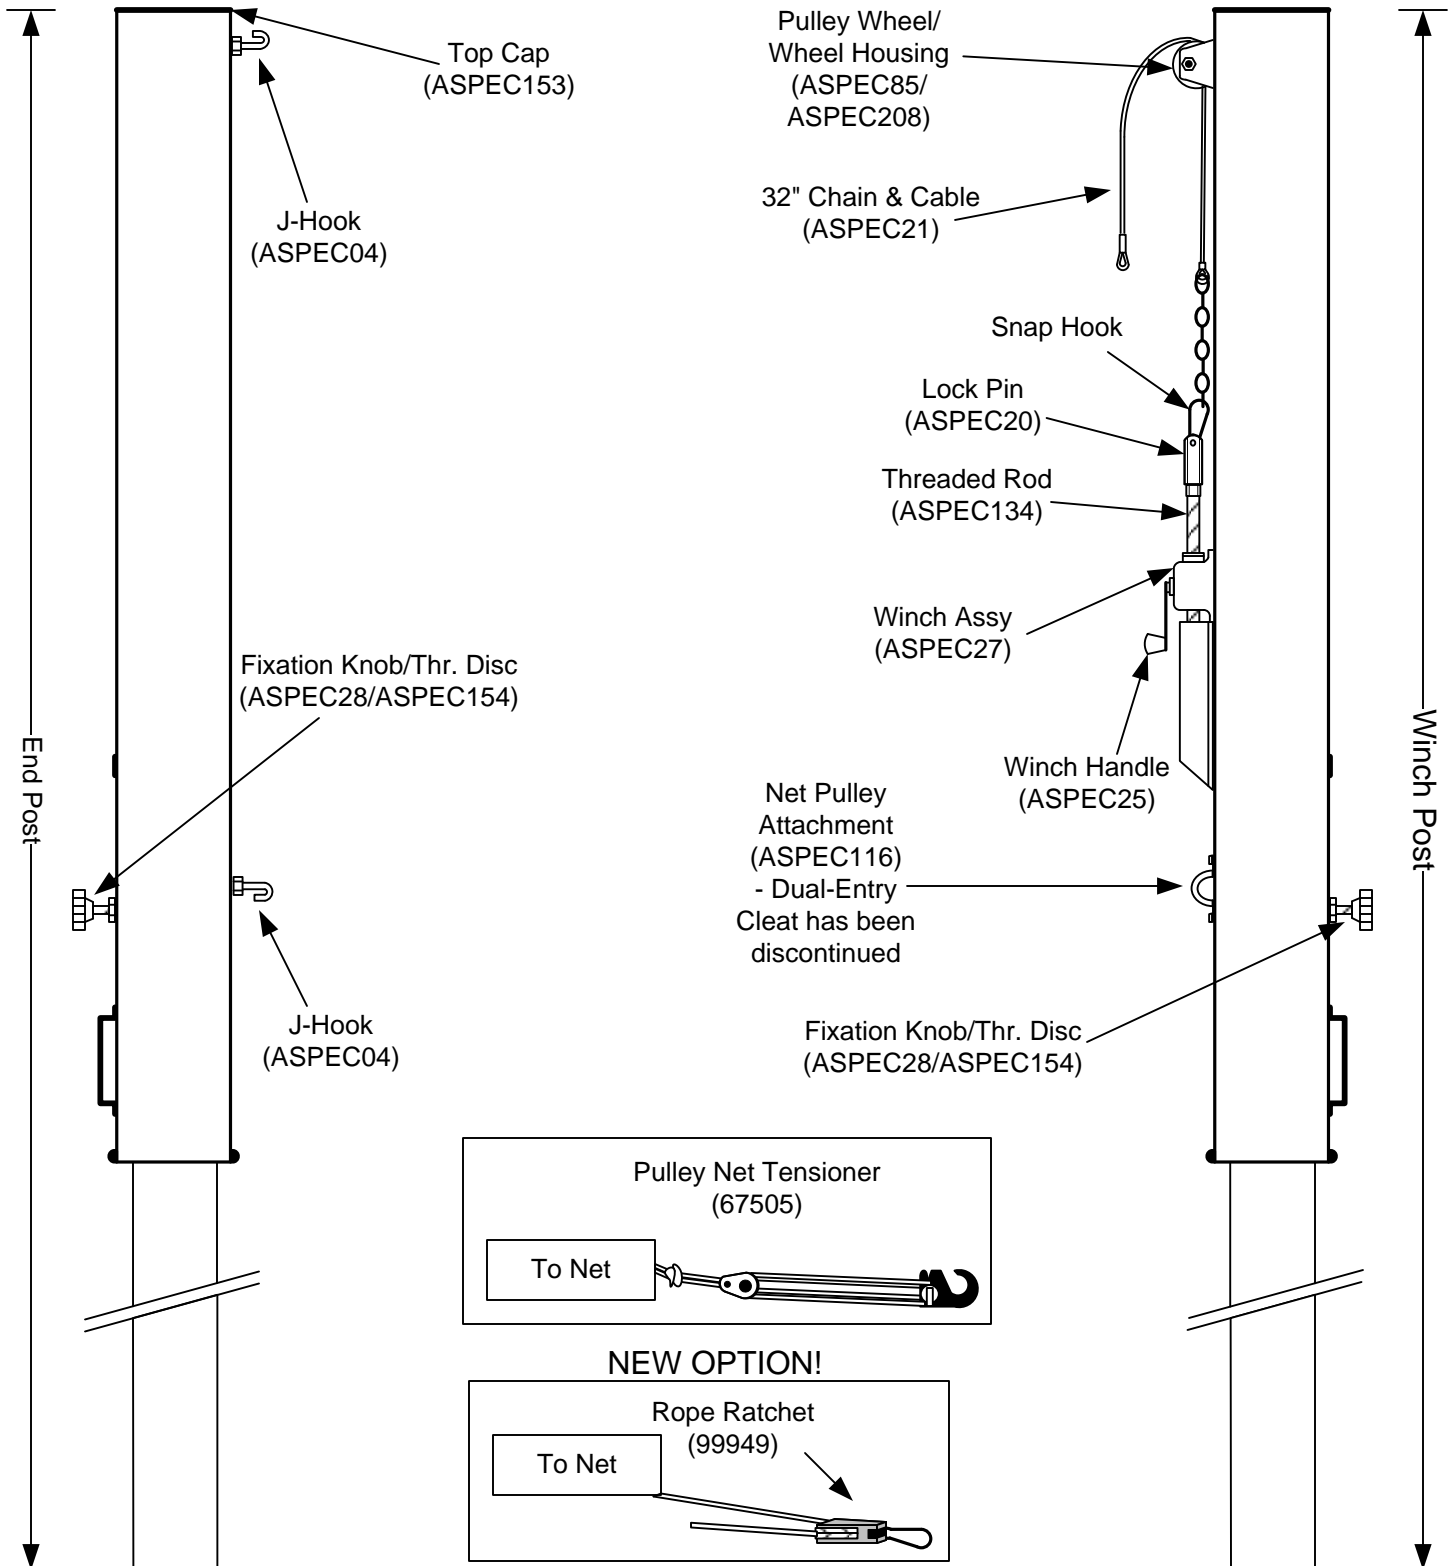 Top Cap
(ASPEC153)
J-Hook
(ASPEC04)
Fixation Knob/Thr. Disc
(ASPEC28/ASPEC154)
End Post
J-Hook
(ASPEC04)
Pulley Wheel/
Wheel Housing
(ASPEC85/
ASPEC208)
32" Chain & Cable
(ASPEC21)
Snap Hook
Lock Pin
(ASPEC20)
Threaded Rod
(ASPEC134)
Winch Assy
(ASPEC27)
Winch Handle
(ASPEC25)
Net Pulley
Attachment
(ASPEC116)
- Dual-Entry
Cleat has been
discontinued
Winch Post
Fixation Knob/Thr. Disc
(ASPEC28/ASPEC154)
Pulley Net Tensioner
(67505)
To Net
NEW OPTION!
Rope Ratchet
(99949)
To Net